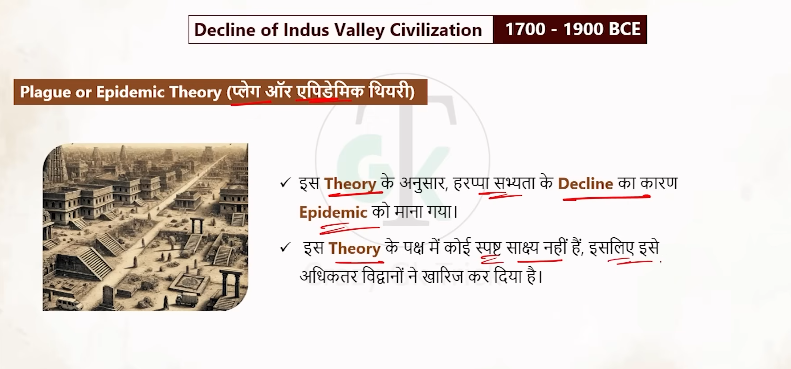 Decline of Indus Valley Civilization 1700 - 1900 BCE
Plague or Epidemic Theory (प्लेग ऑर एपिडेमिक थियरी)
✓ इस Theory के अनुसार, हरप्पा सभ्यता के Decline का कारण
Epidemic को माना गया।
✓ इस Theory के पक्ष में कोई स्पष्ट साक्ष्य नहीं हैं, इसलिए इसे
अधिकतर विद्वानों ने खारिज कर दिया है।
GK
T